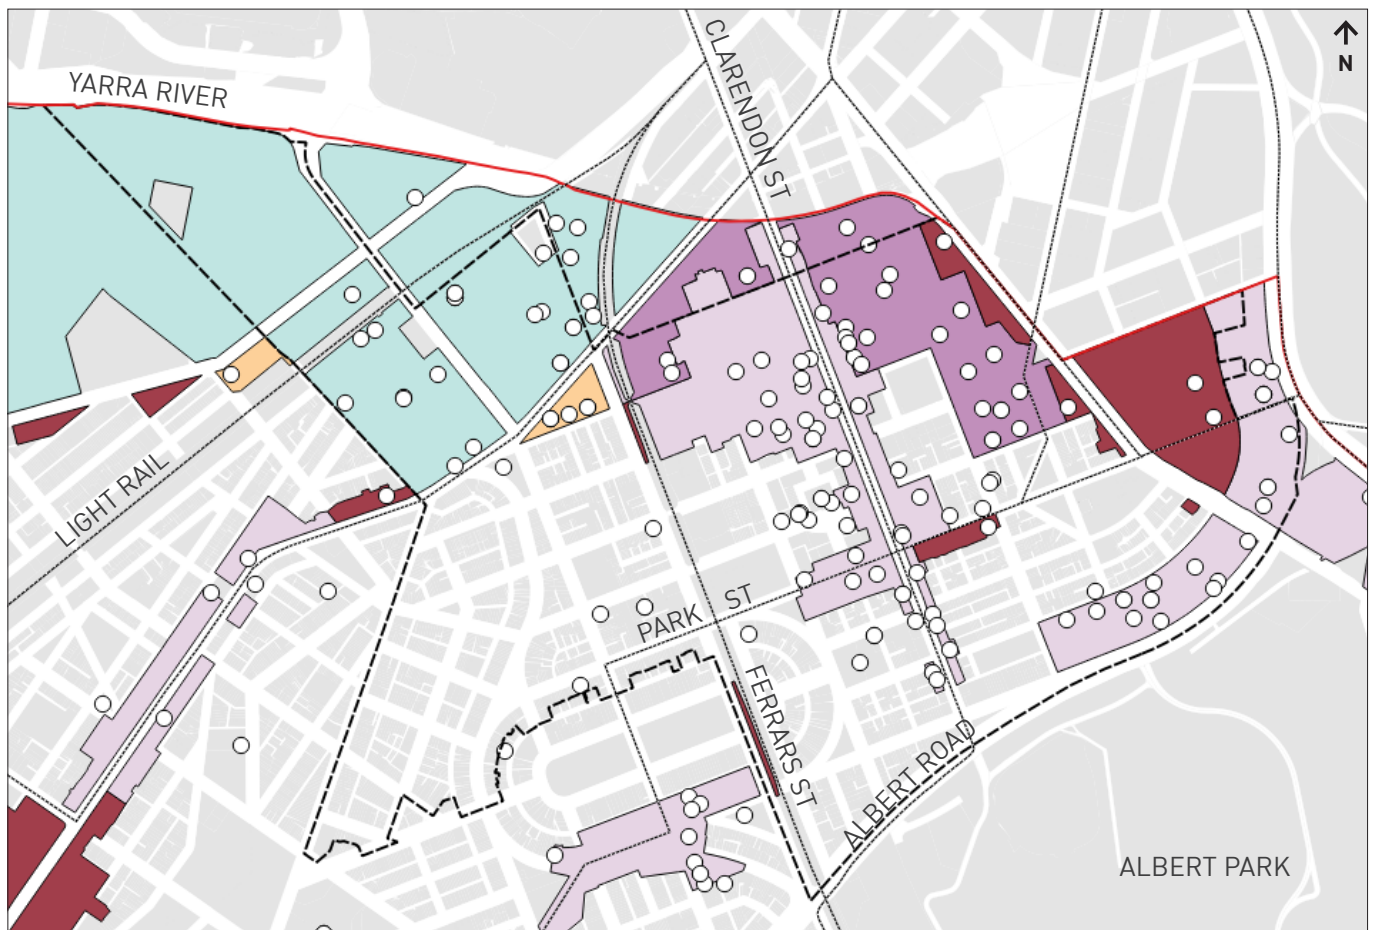 YARRA RIVER
CLARENDON ST
N
LIGHT RAIL
PARK ST
FERRARS ST
ALBERT ROAD
ALBERT PARK